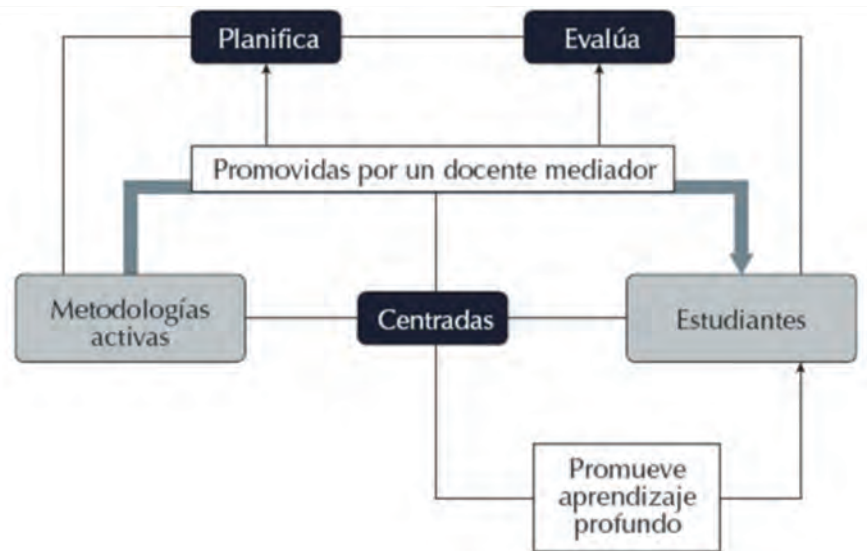 Planifica
Evalúa
Promovidas por un docente mediador
Metodologías
activas
Centradas
Estudiantes
Promueve
aprendizaje
profundo